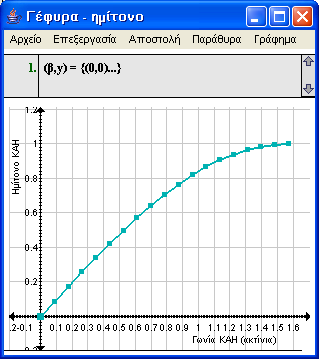 Γέφυρα - ημίτονο
Αρχείο Επεξεργασία Αποστολή Παράθυρα Γράφημα
1. (β,y) = {(0,0)...}
1.2
1
0.8
0.6
0.4
0.2
Ημίτονο ΚΑΗ
.2-0.1 0.1 0.2 0.3 0.4 0.5 0.6 0.7 0.8 0.9 1 1.1 1.2 1.3 1.4 1.5 1.6
Γωνία ΚΑΗ (ακτίνια)